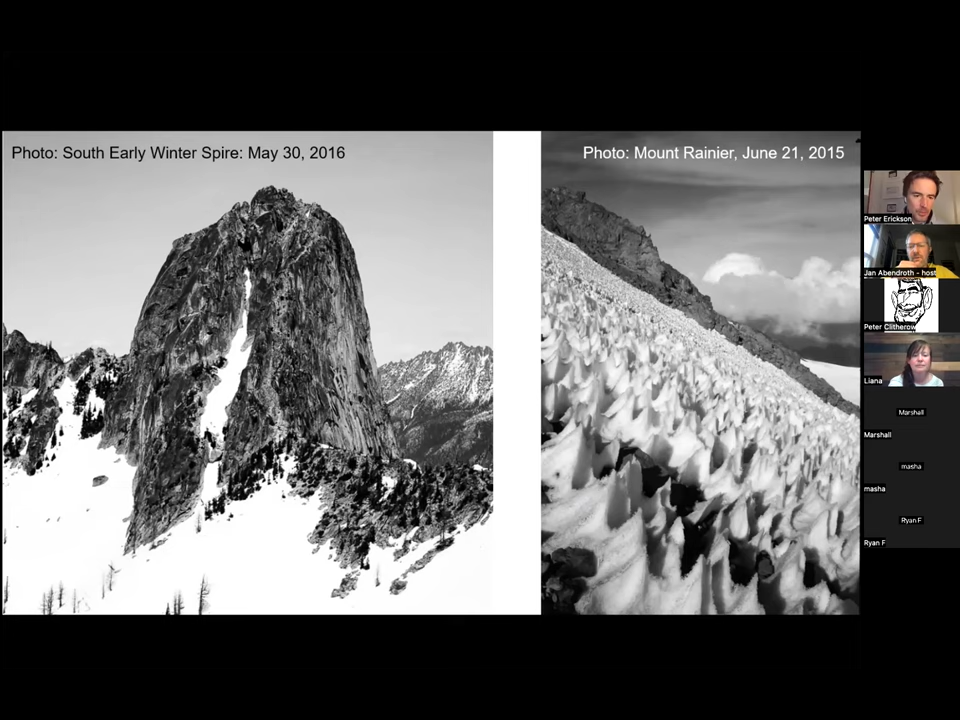 Photo: South Early Winter Spire: May 30, 2016
Photo: Mount Rainier, June 21, 2015
Peter Erickson
Jan Abendroth - host
Peter Clitherow
Liana
Marshall
Marshall
masha
masha
Ryan F
Ryan F